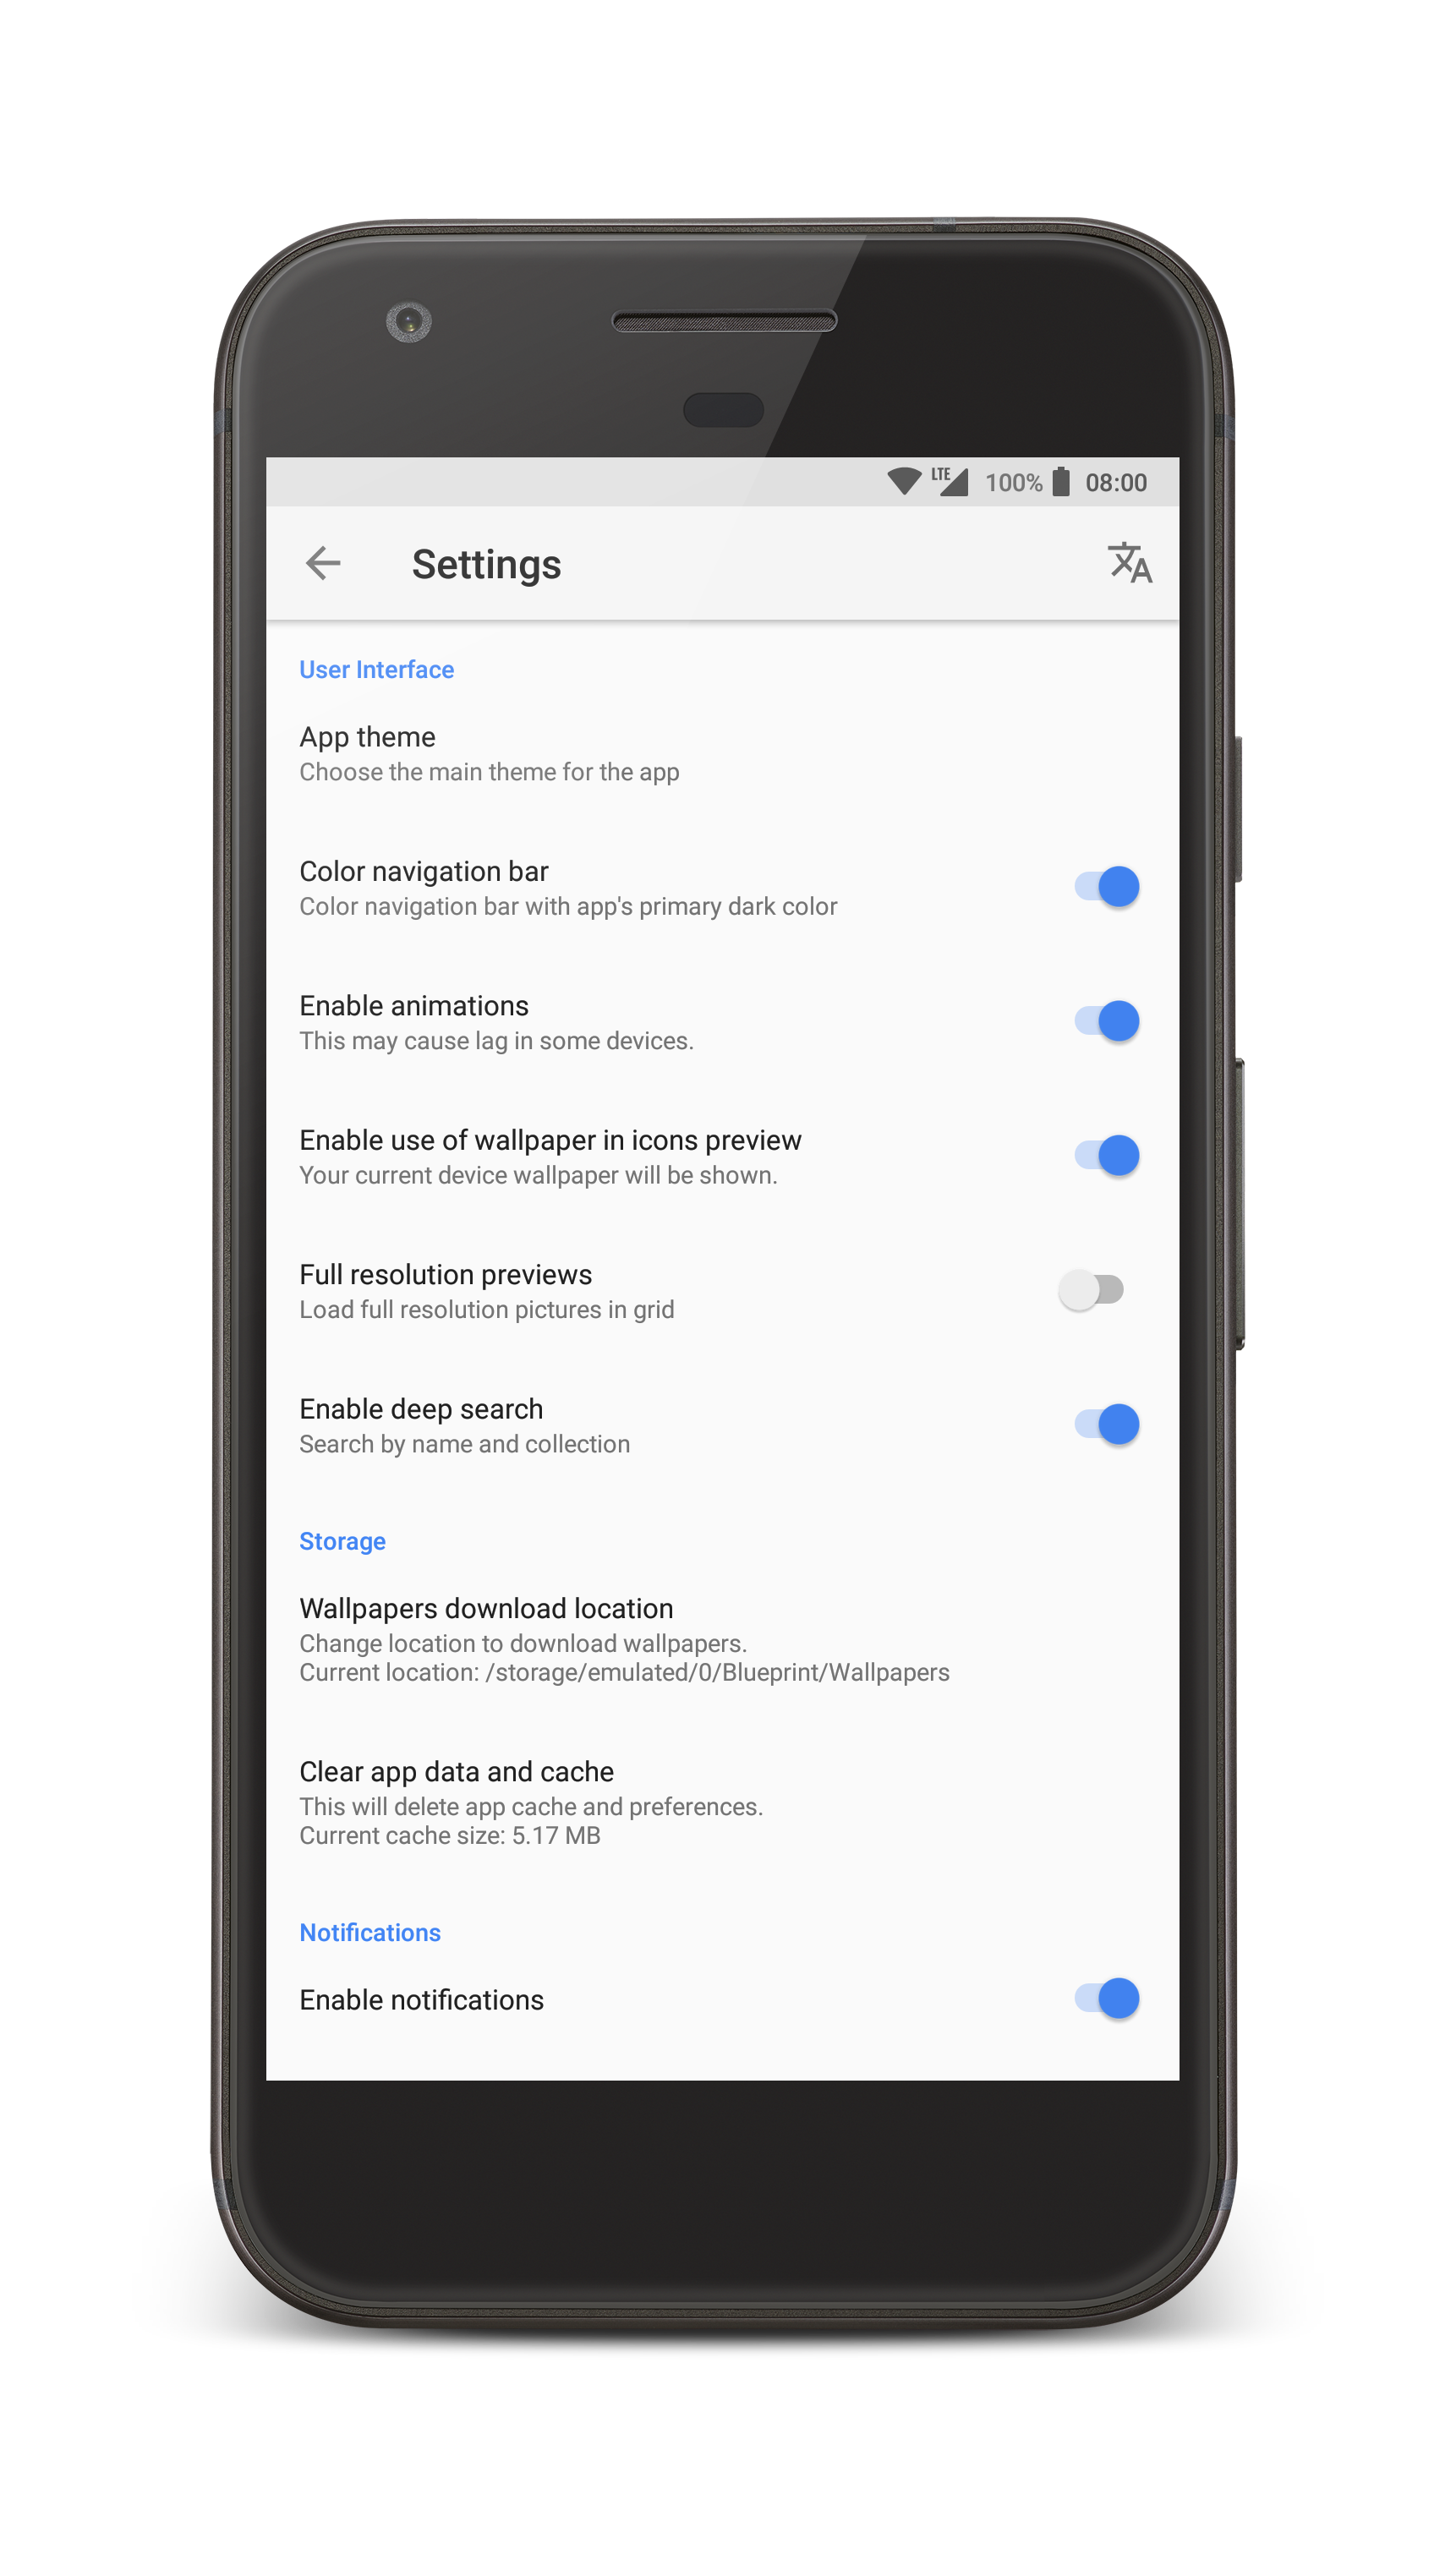 LTE 100% 08:00
Settings
User Interface
App theme
Choose the main theme for the app
Color navigation bar
Color navigation bar with app's primary dark color
Enable animations
This may cause lag in some devices.
Enable use of wallpaper in icons preview
Your current device wallpaper will be shown.
Full resolution previews
Load full resolution pictures in grid
Enable deep search
Search by name and collection
Storage
Wallpapers download location
Change location to download wallpapers.
Current location: /storage/emulated/0/Blueprint/Wallpapers
Clear app data and cache
This will delete app cache and preferences.
Current cache size: 5.17 MB
Notifications
Enable notifications